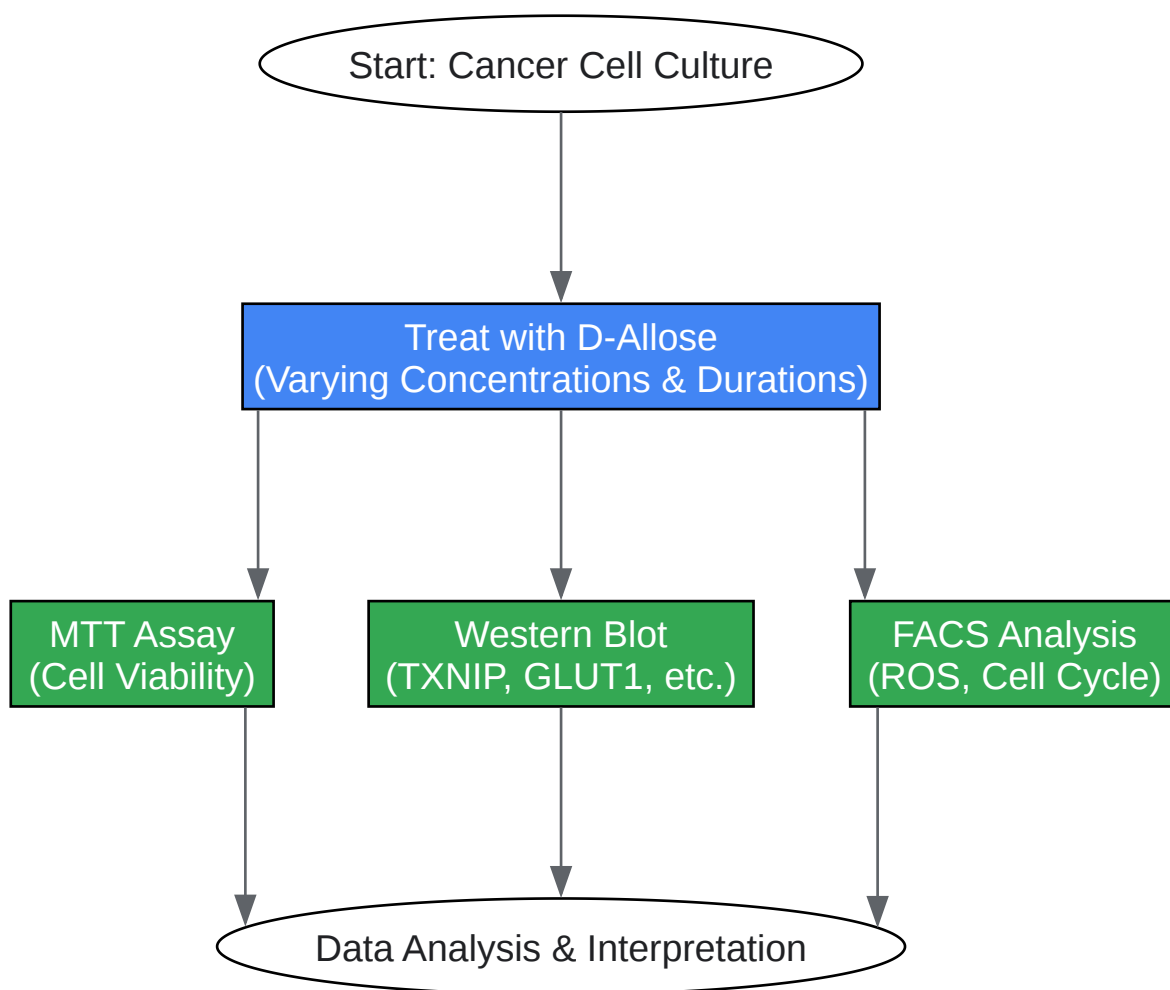 Start: Cancer Cell Culture
Treat with D-Allose
(Varying Concentrations & Durations)
MTT Assay
(Cell Viability)
Western Blot
(TXNIP, GLUT1, etc.)
FACS Analysis
(ROS, Cell Cycle)
Data Analysis & Interpretation